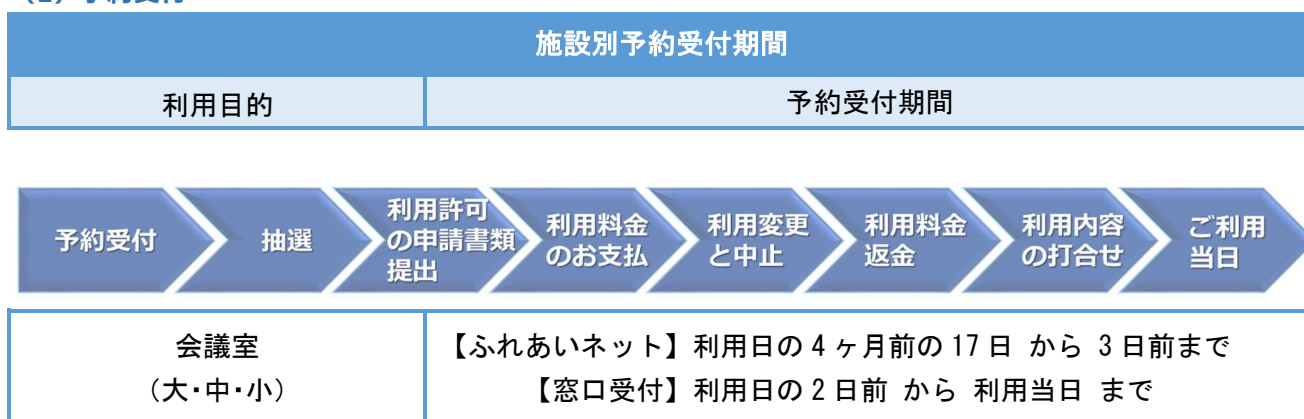 施設別予約受付期間
利用目的
予約受付期間
予約受付
抽選
利用許可
の申請書類
提出
利用料金
のお支払
利用変更
と中止
利用料金
返金
利用内容
の打合せ
ご利用
当日
会議室
(大・中・小)
【ふれあいネット】利用日の4ヶ月前の17日 から 3日前まで
【窓口受付】利用日の2日前 から 利用当日 まで